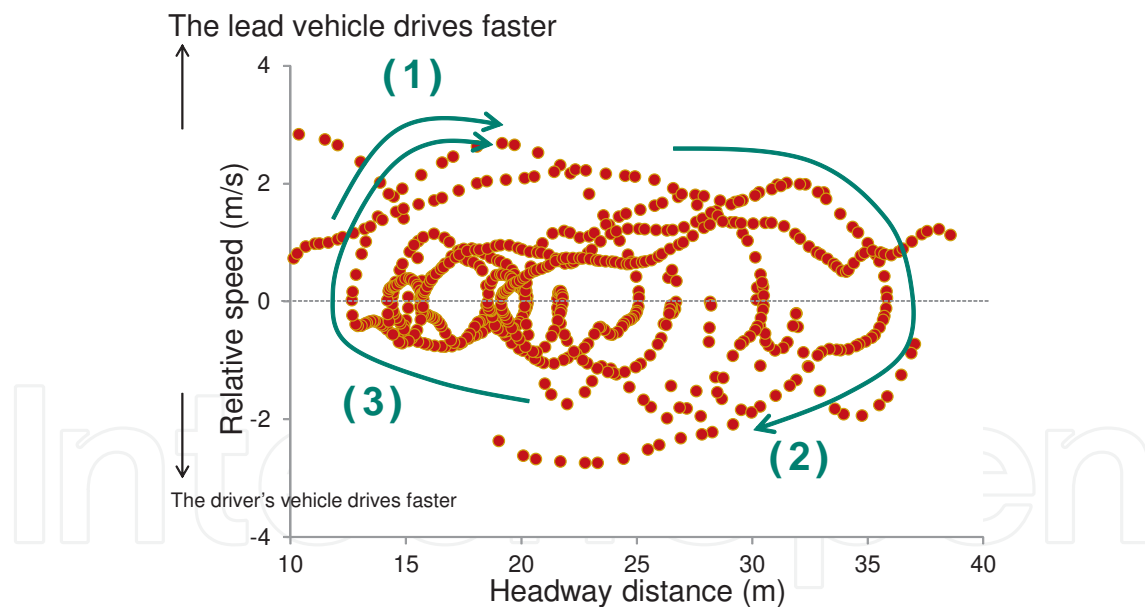 The lead vehicle drives faster
(1)
4
2
0
-2
-4
Relative speed (m/s)
(3)
(2)
The driver's vehicle drives faster
10 15 20 25 30 35 40
Headway distance (m)